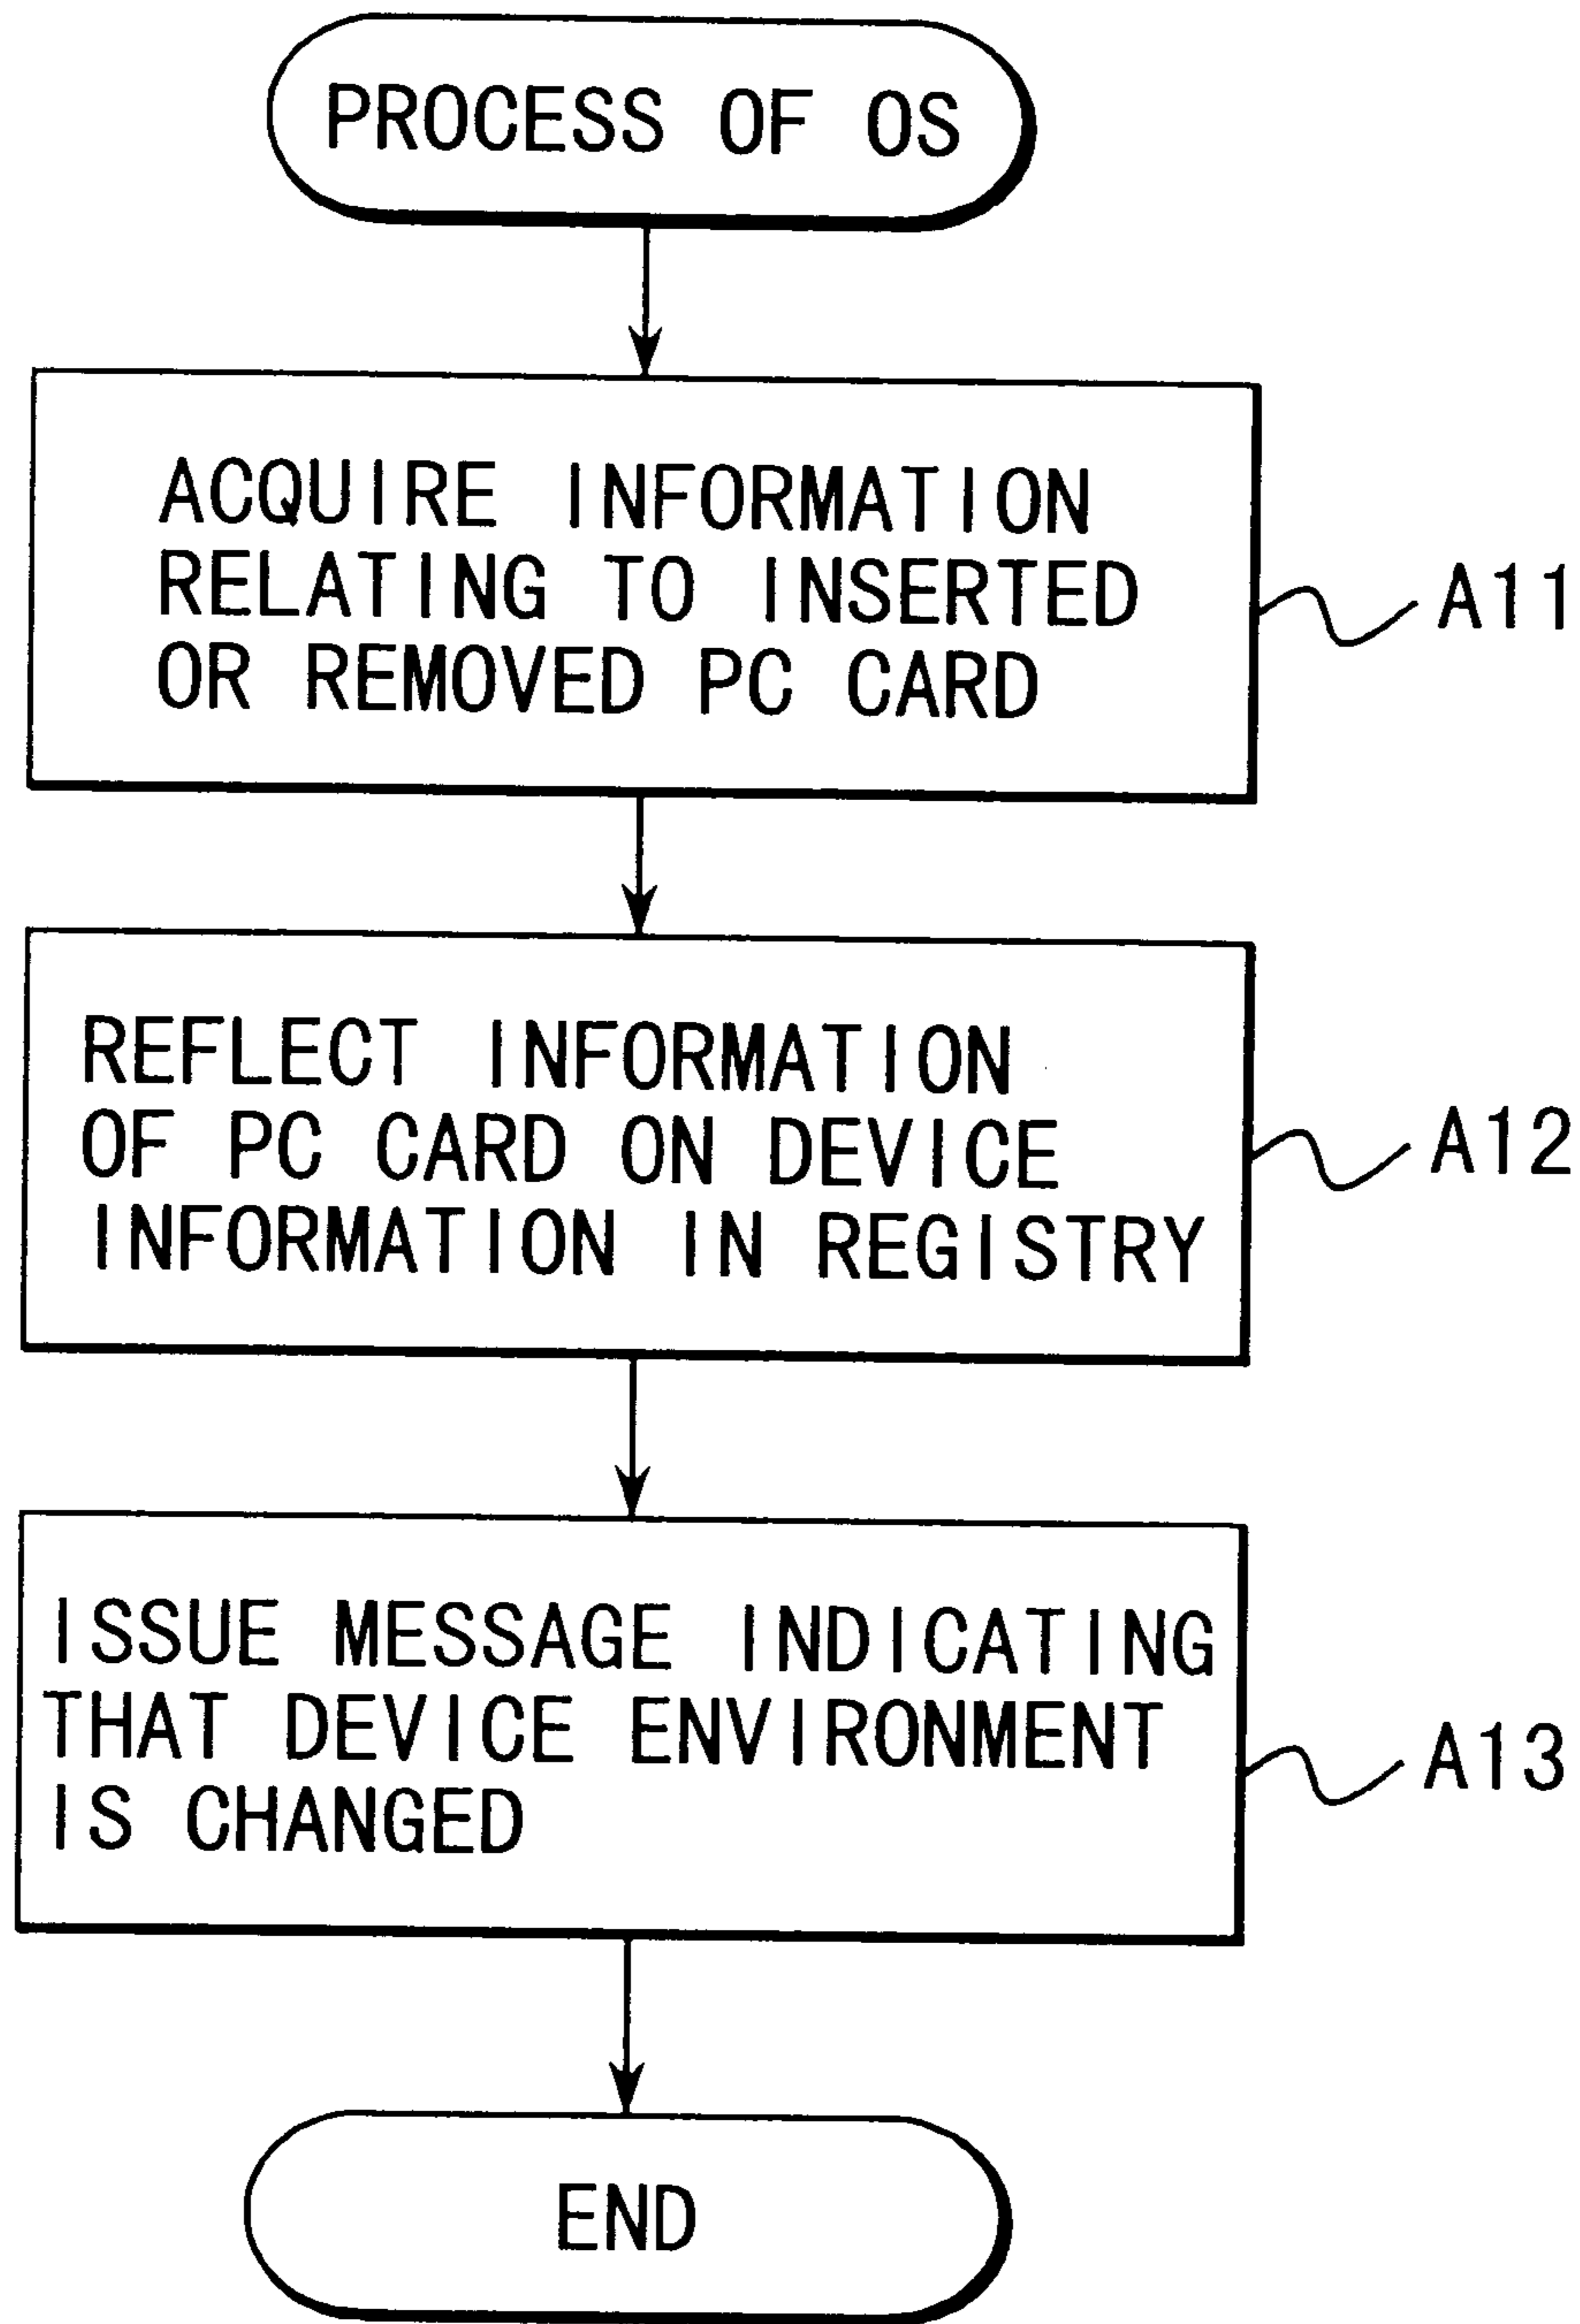 PROCESS OF OS
ACQUIRE INFORMATION
RELATING TO INSERTED
OR REMOVED PC CARD
A11
REFLECT INFORMATION
OF PC CARD ON DEVICE
INFORMATION IN REGISTRY
A12
ISSUE MESSAGE INDICATING
THAT DEVICE ENVIRONMENT
IS CHANGED
A13
END